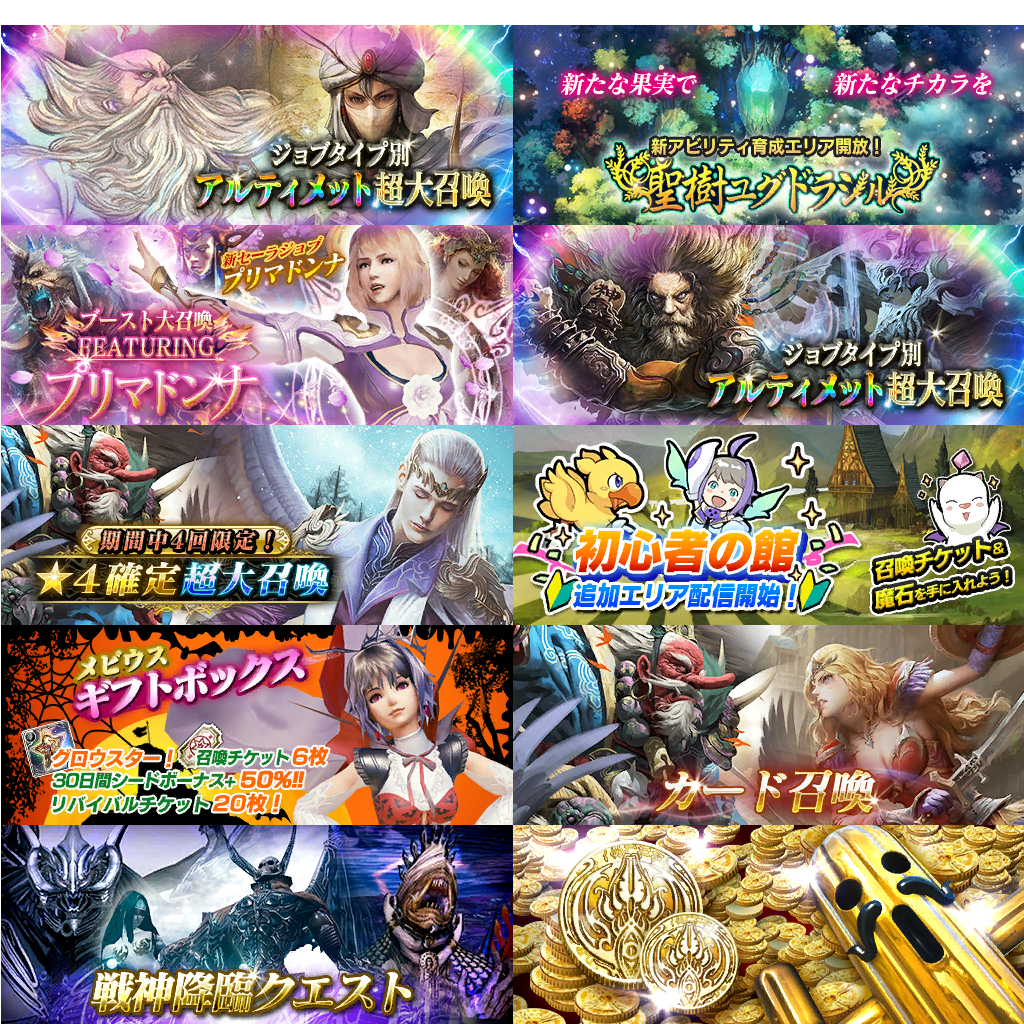 ジョブタイプ別
アルティメット超大召喚
新たな果実で 新たなチカラを
新アビリティ育成エリア開放！
聖樹ユグドラシル
新セーラジョブ
プリマドンナ
ブースト大召喚
FEATURING
プリマドンナ
ジョブタイプ別
アルティメット超大召喚
期間中4回限定！
★4確定超大召喚
初心者の館
追加エリア配信開始！
召喚チケット&
魔石を手に入れよう！
メビウス
ギフトボックス
グロウスター！ 召喚チケット6枚
30日間シードボーナス+50%!!
リバイバルチケット20枚！
カード召喚
戦神降臨クエスト